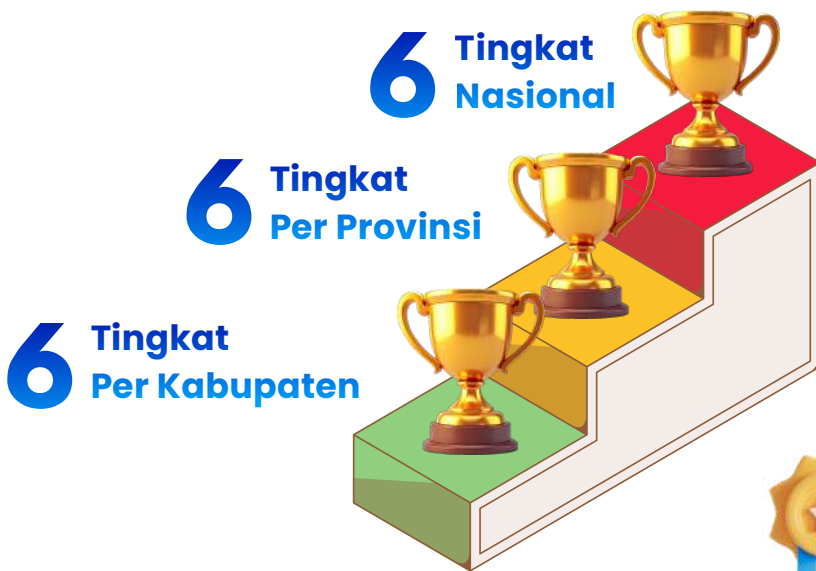 6
Tingkat
Nasional
6
Tingkat
Per Provinsi
6
Tingkat
Per Kabupaten